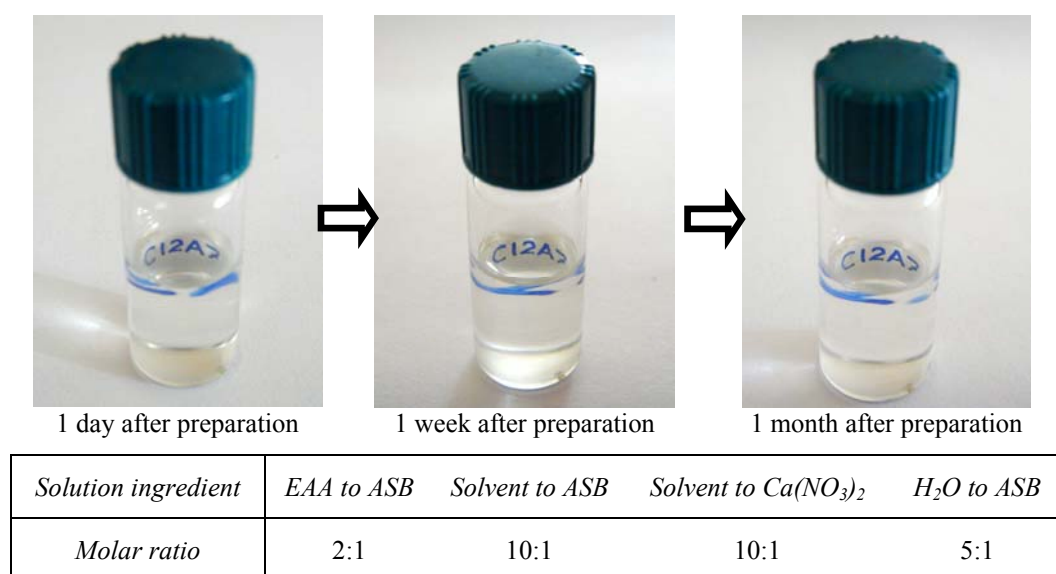 C12A7
C12A7
C12A7
1 day after preparation
1 week after preparation
1 month after preparation
Solution ingredient EAA to ASB Solvent to ASB Solvent to Ca(NO3)2 H2O to ASB
Molar ratio 2:1 10:1 10:1 5:1